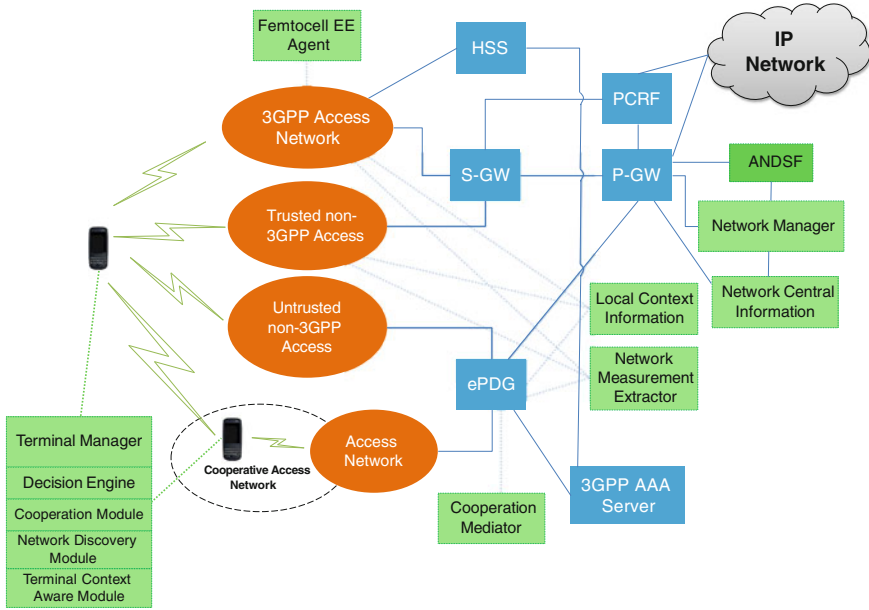 Femtocell EE
Agent
HSS
IP
Network
3GPP Access
Network
PCRF
S-GW
P-GW
ANDSF
Trusted non-
3GPP Access
Network Manager
Untrusted
non-3GPP
Access
Local Context
Information
Network Central
Information
ePDG
Network
Measurement
Extractor
Terminal Manager
Decision Engine
Cooperation Module
Network Discovery
Module
Terminal Context
Aware Module
Cooperative Access
Network
Access
Network
Cooperation
Mediator
3GPP AAA
Server